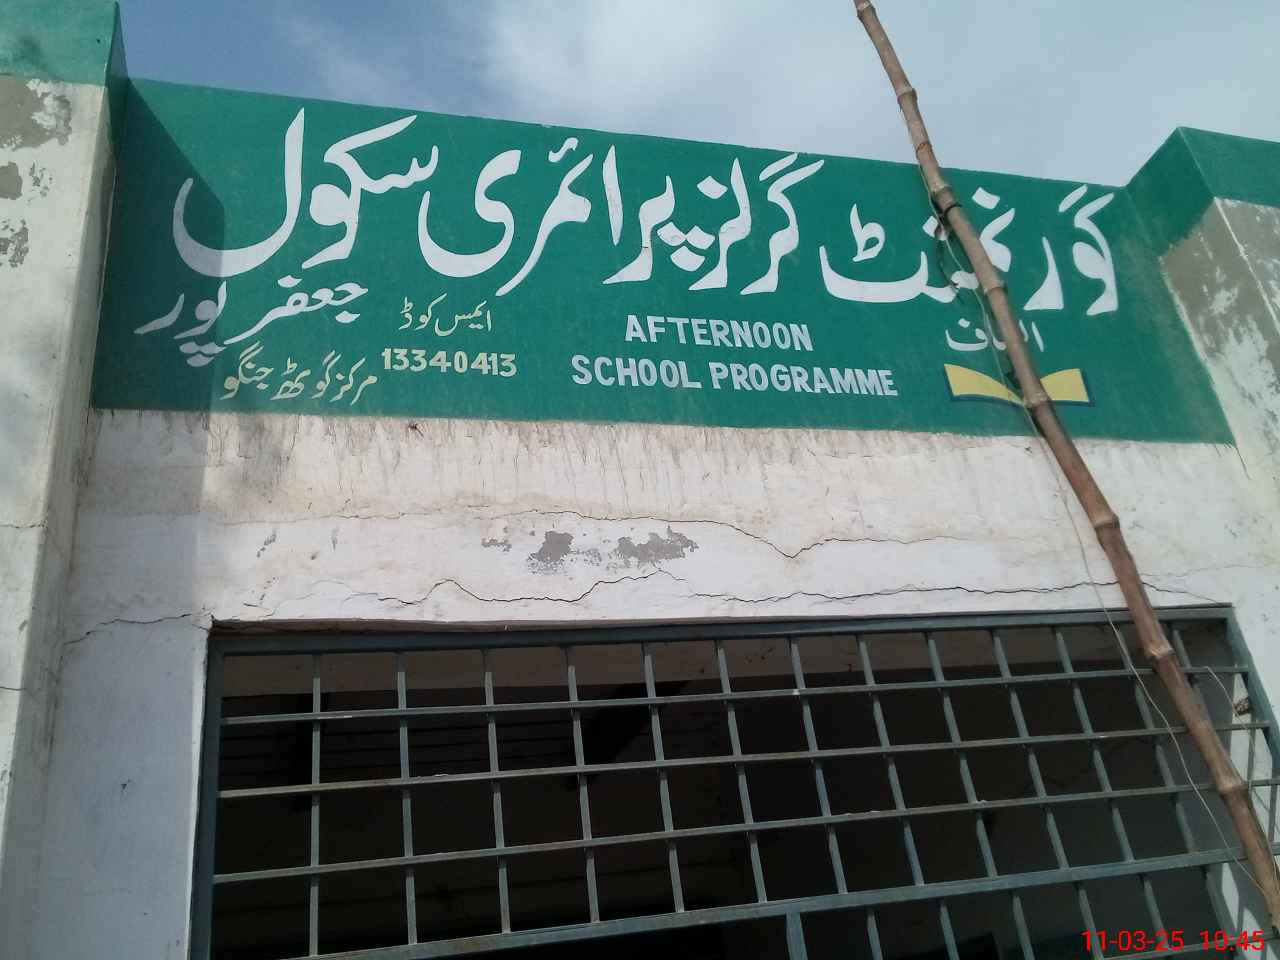 گورنمنٹ گرلز پرائمری سکول
جعفر پور
ایمس کوڈ
13340413
مرکز گوٹھ جنگو
AFTERNOON
SCHOOL PROGRAMME
11-03-25 10:45